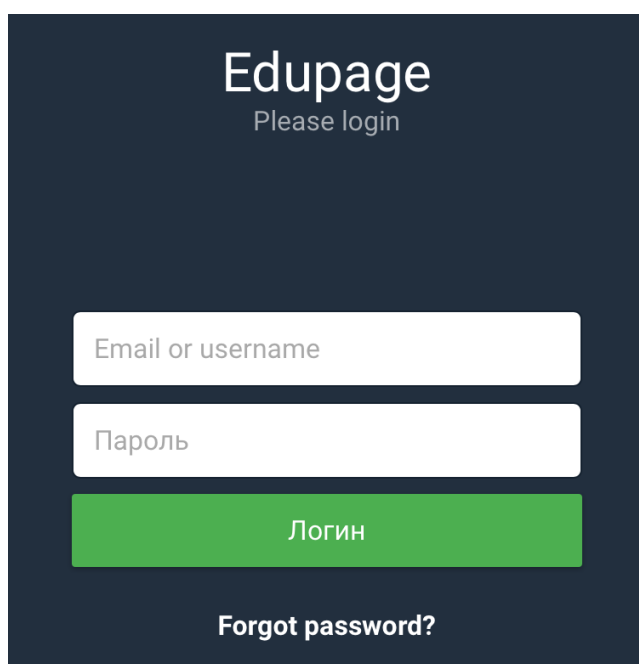 Edupage
Please login
Email or username
Пароль
Логин
Forgot password?